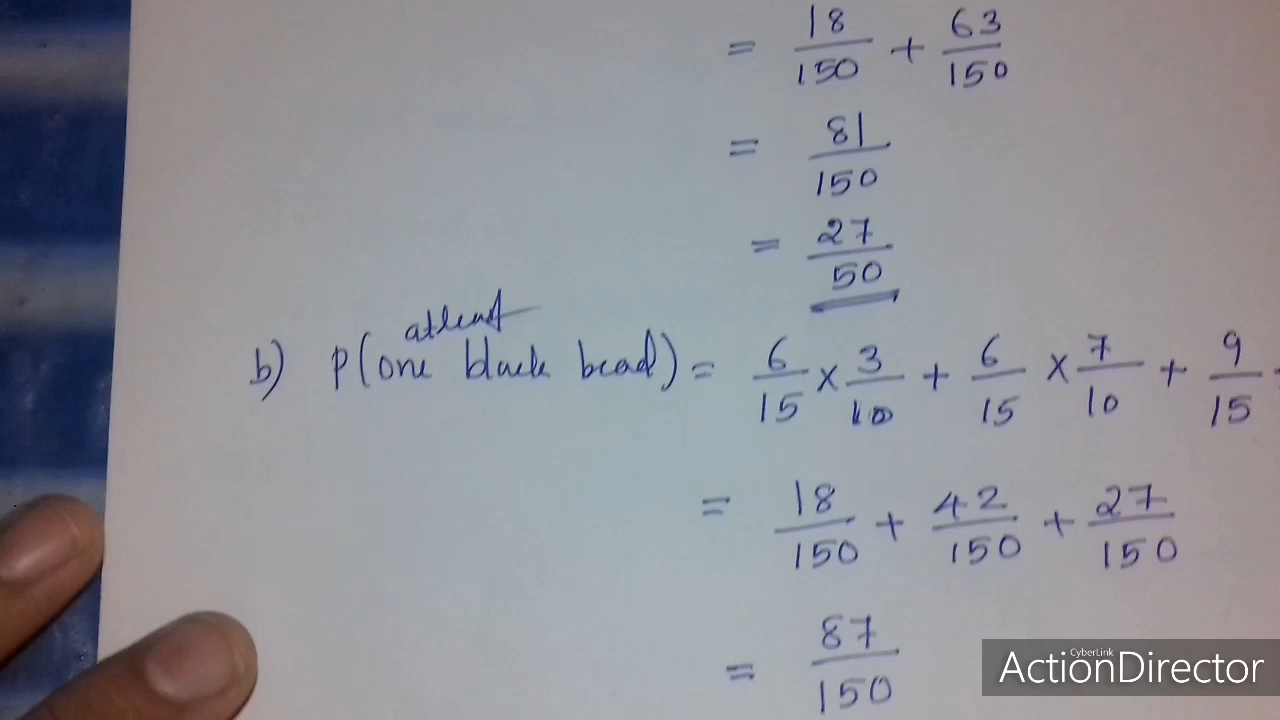 = 18/150 + 63/150
= 81/150
= 27/50
atleast
b) P(one black bead) = 6/15 × 3/10 + 6/15 × 7/10 + 9/15
= 18/150 + 42/150 + 27/150
= 87/150
CyberLink
ActionDirector